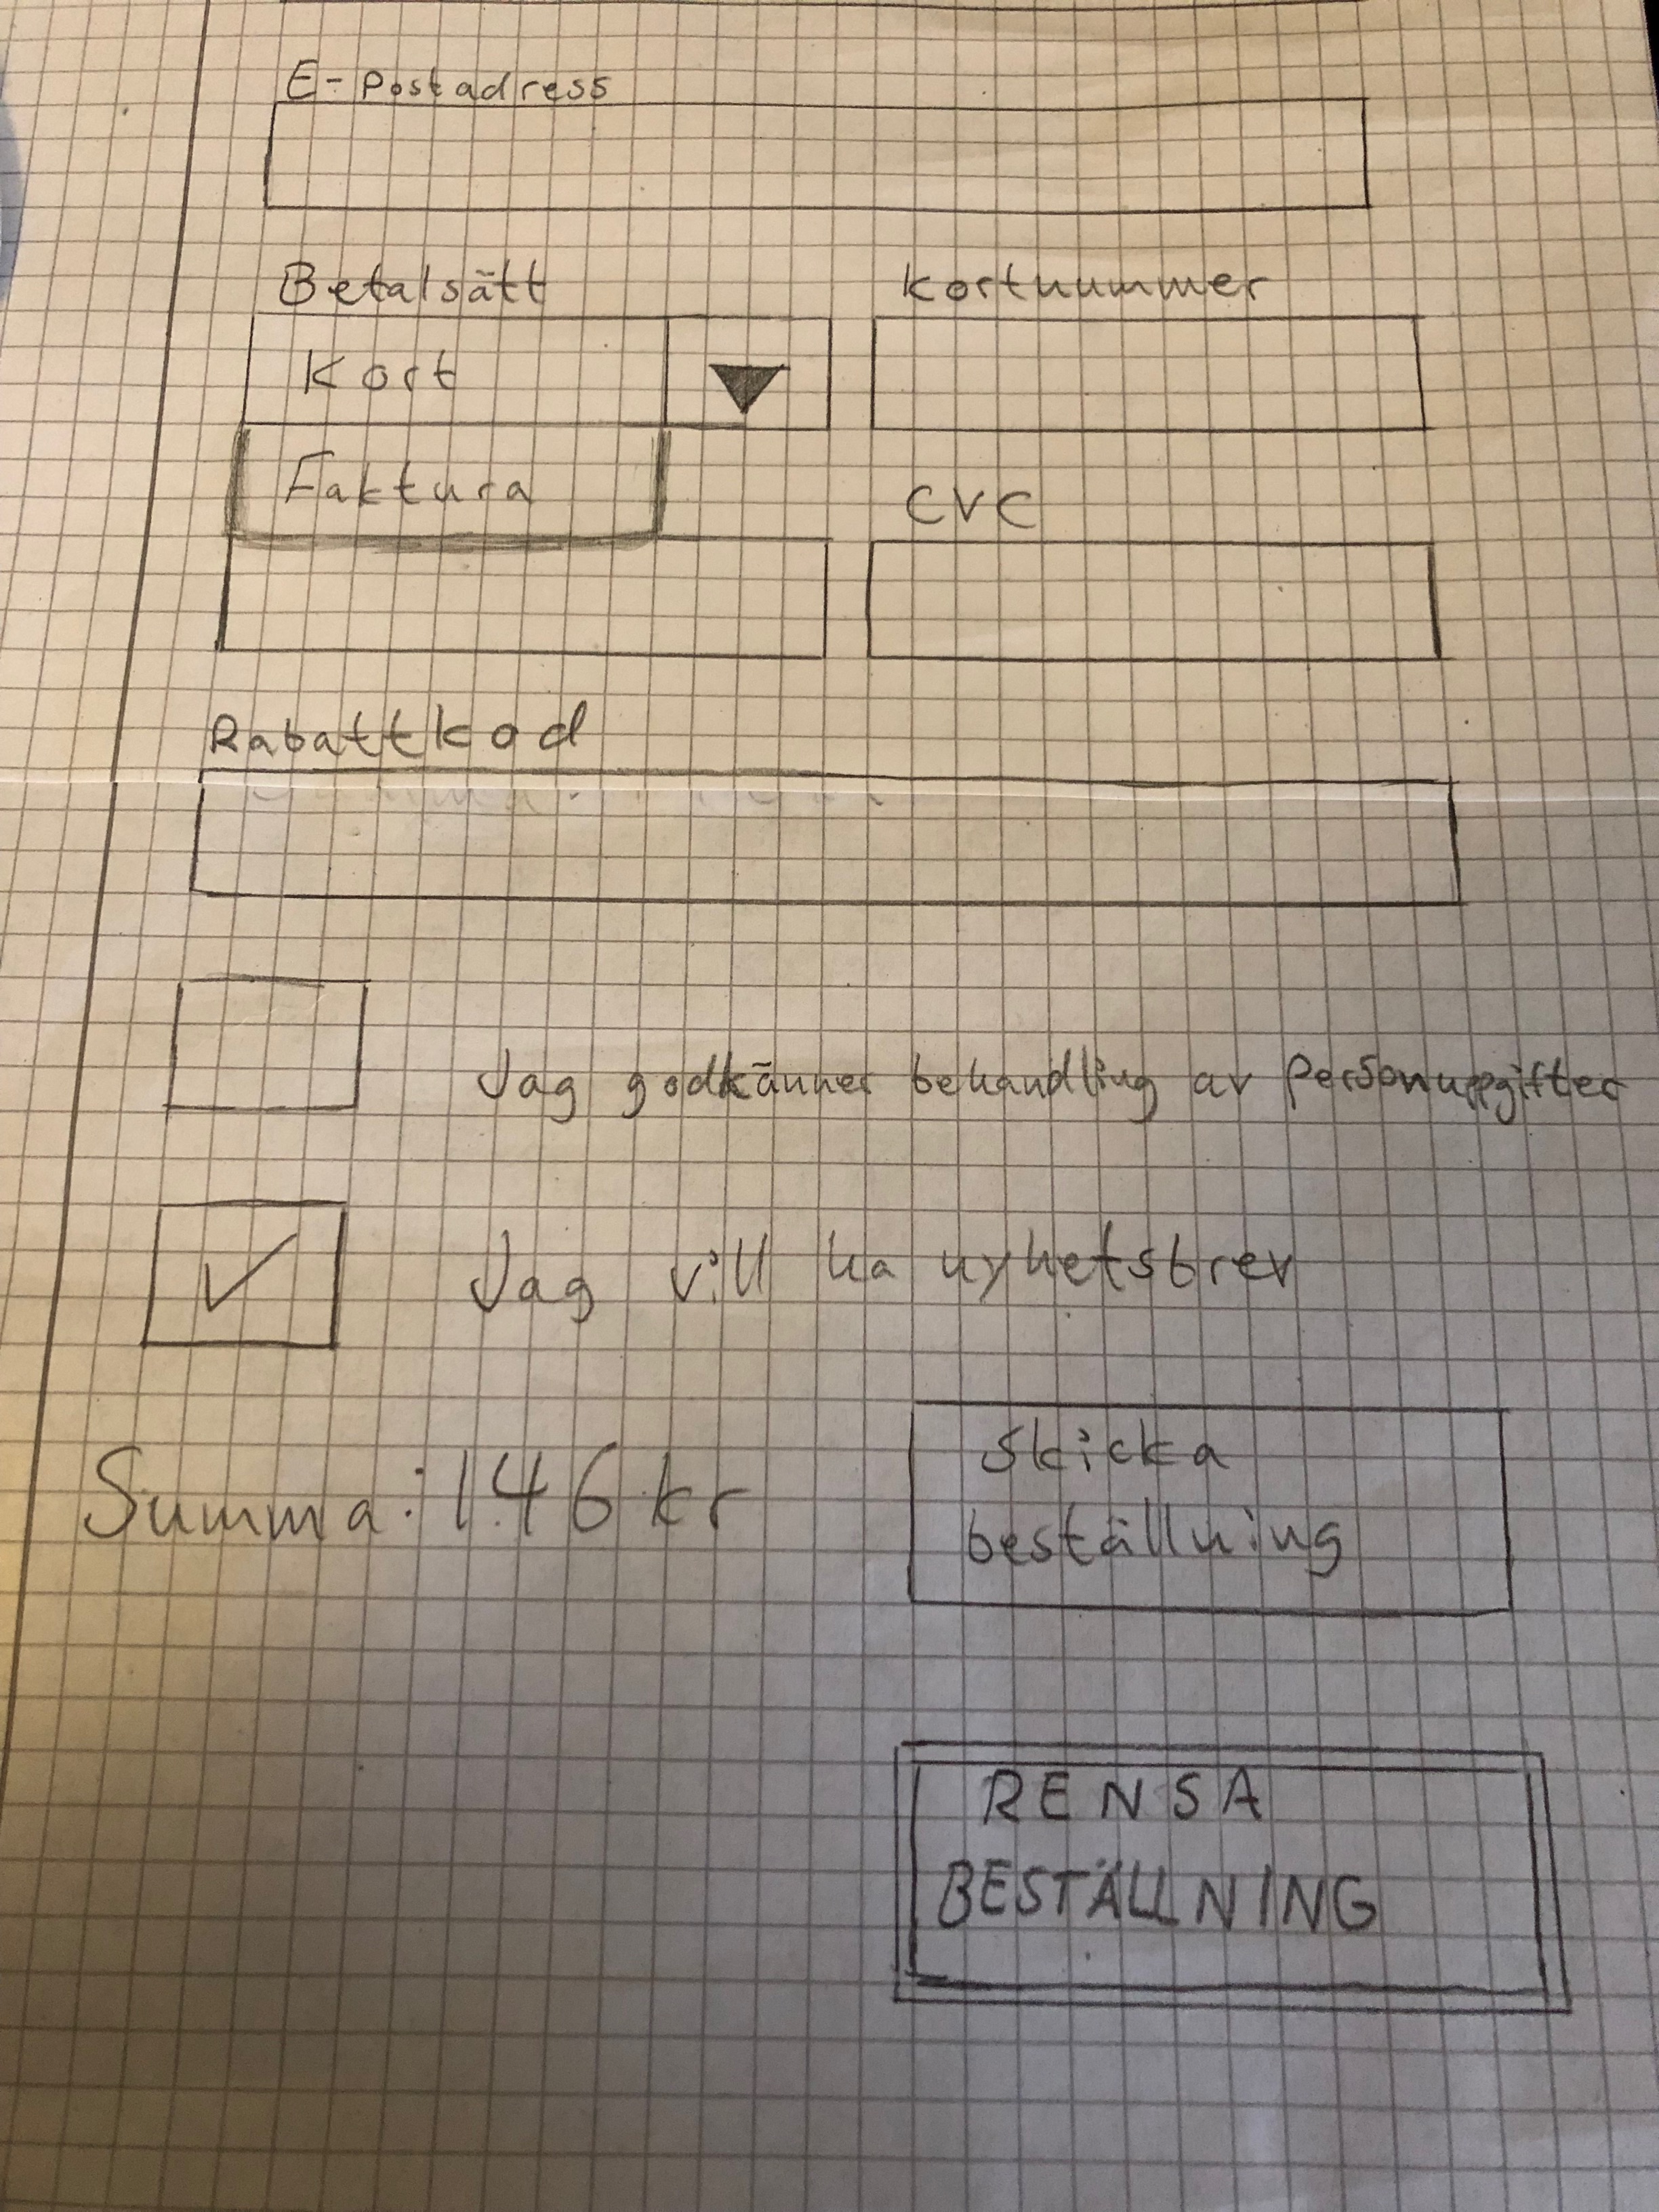 E-Postadress
Betalsätt
Kortnummer
Kort
Faktura
CVC
Rabattkod
Jag godkänner behandling av Personuppgifter
Jag vill ha nyhetsbrev
Summa: 146 kr
Skicka
beställning
RENSA
BESTÄLLNING